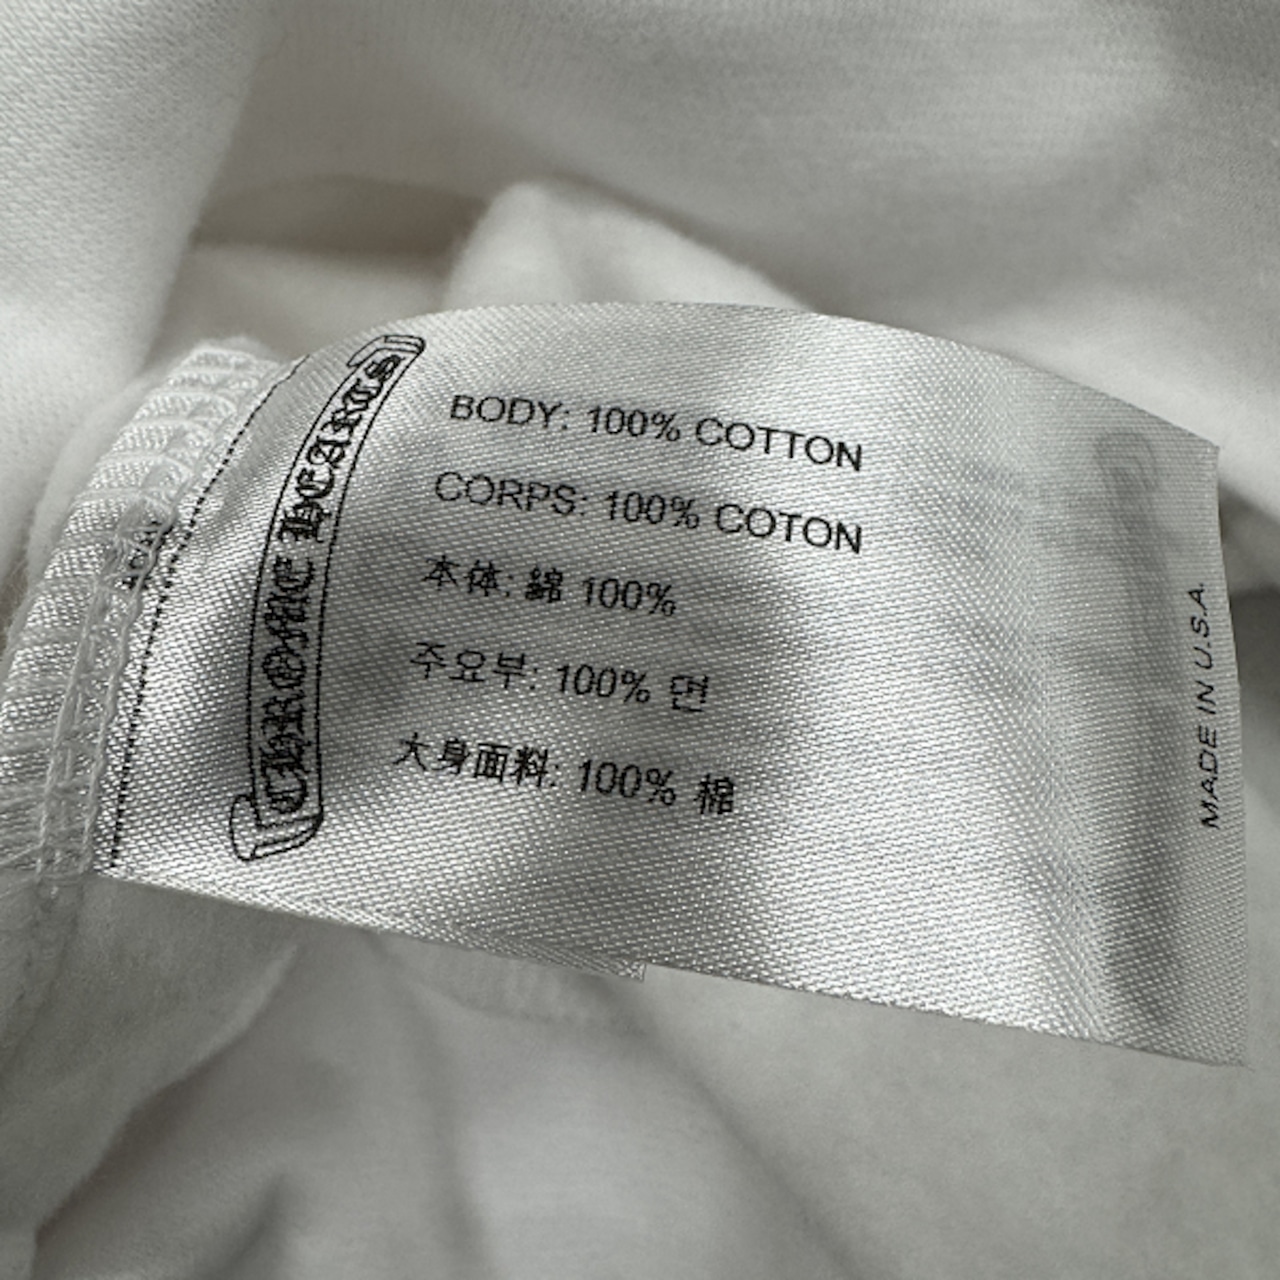 CHROME HEARTS
BODY: 100% COTTON
CORPS: 100% COTON
本体: 綿 100%
주요부: 100% 면
大身面料: 100% 棉
MADE IN U.S.A.